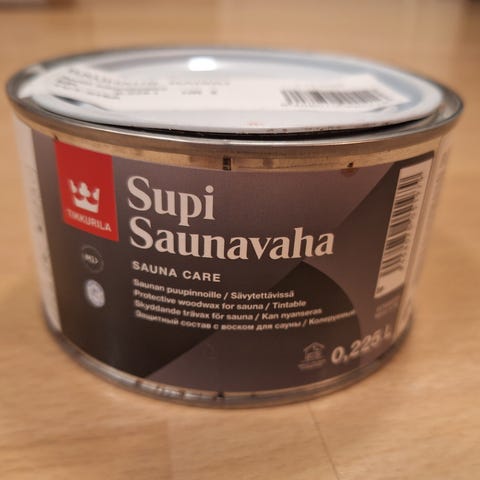 TIKKURILA
Supi
Saunavaha
SAUNA CARE
Saunan puupinnoille / Sävytettävissä
Protective woodwax for sauna / Tintable
Skyddande trävax för sauna / Kan nyanseras
Защитный состав с воском для сауны / Колеруемый
0,225 L